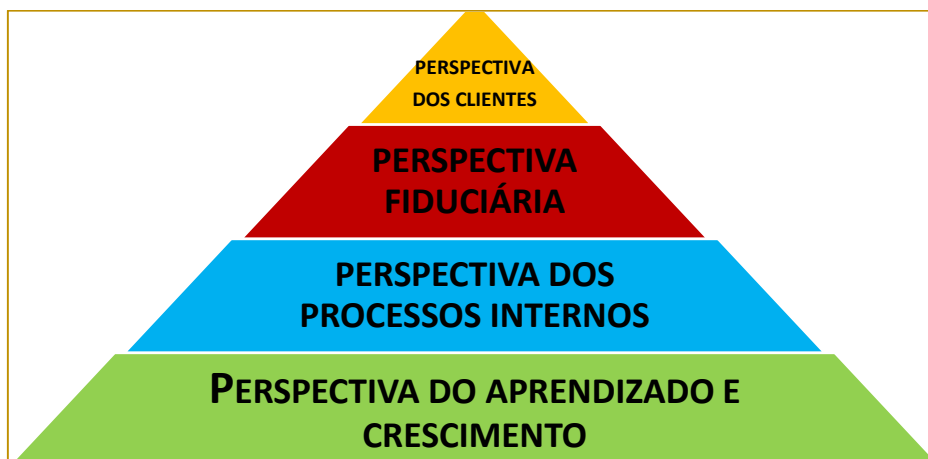 PERSPECTIVA
DOS CLIENTES
PERSPECTIVA
FIDUCIÁRIA
PERSPECTIVA DOS
PROCESSOS INTERNOS
PERSPECTIVA DO APRENDIZADO E
CRESCIMENTO